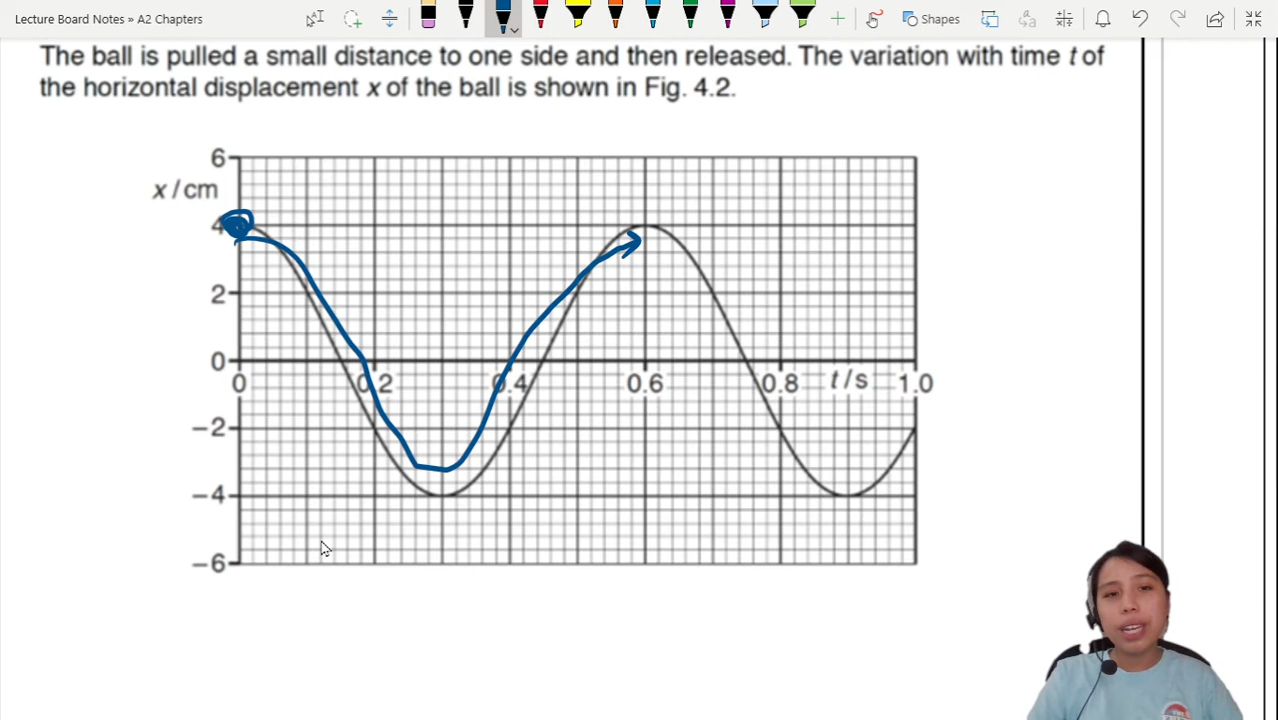 Lecture Board Notes » A2 Chapters
Shapes
The ball is pulled a small distance to one side and then released. The variation with time t of
the horizontal displacement x of the ball is shown in Fig. 4.2.
6
x / cm
4
2
0
0 0.2 0.4 0.6 0.8 t / s 1.0
−2
−4
−6